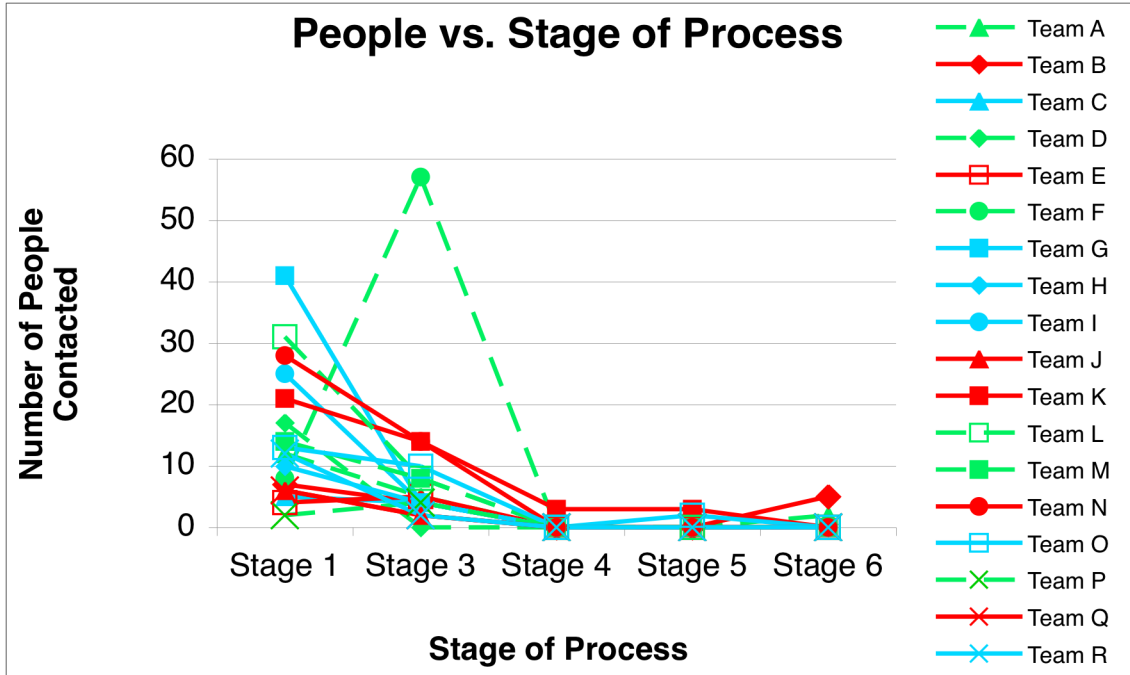 People vs. Stage of Process
Number of People
Contacted
60
50
40
30
20
10
0
Stage 1
Stage 3
Stage 4
Stage 5
Stage 6
Stage of Process
Team A
Team B
Team C
Team D
Team E
Team F
Team G
Team H
Team I
Team J
Team K
Team L
Team M
Team N
Team O
Team P
Team Q
Team R